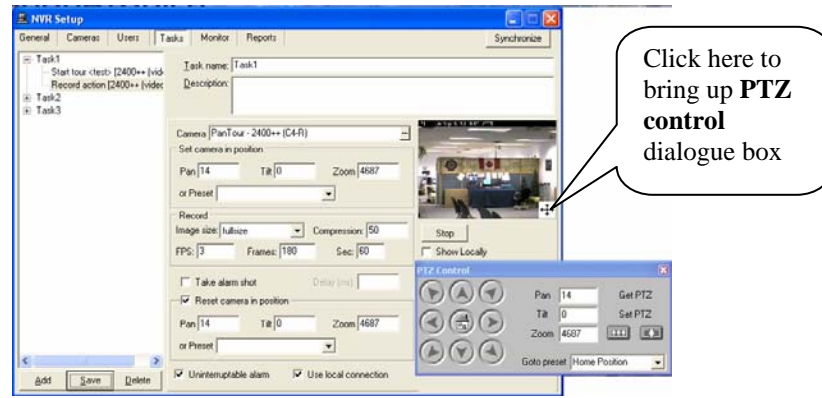 NVR Setup
General Cameras Users Tasks Monitor Reports Synchronize
Task1
Start tour <test> [2400++ (vid
Record action [2400++ (videc
Task2
Task3
Task name: Task1
Description:
Camera PanTour - 2400++ (C4-R)
Set camera in position
Pan 14 Tilt 0 Zoom 4687
or Preset
Record
Image size: fullsize Compression: 50
FPS: 3 Frames: 180 Sec: 60
Take alarm shot Delay (ms)
Reset camera in position
Pan 14 Tilt 0 Zoom 4687
or Preset
Uninterruptable alarm Use local connection
Add Save Delete
Stop
Show Locally
PTZ Control
Pan 14 Get PTZ
Tilt 0 Set PTZ
Zoom 4687
Goto preset Home Position
Click here to
bring up PTZ
control
dialogue box